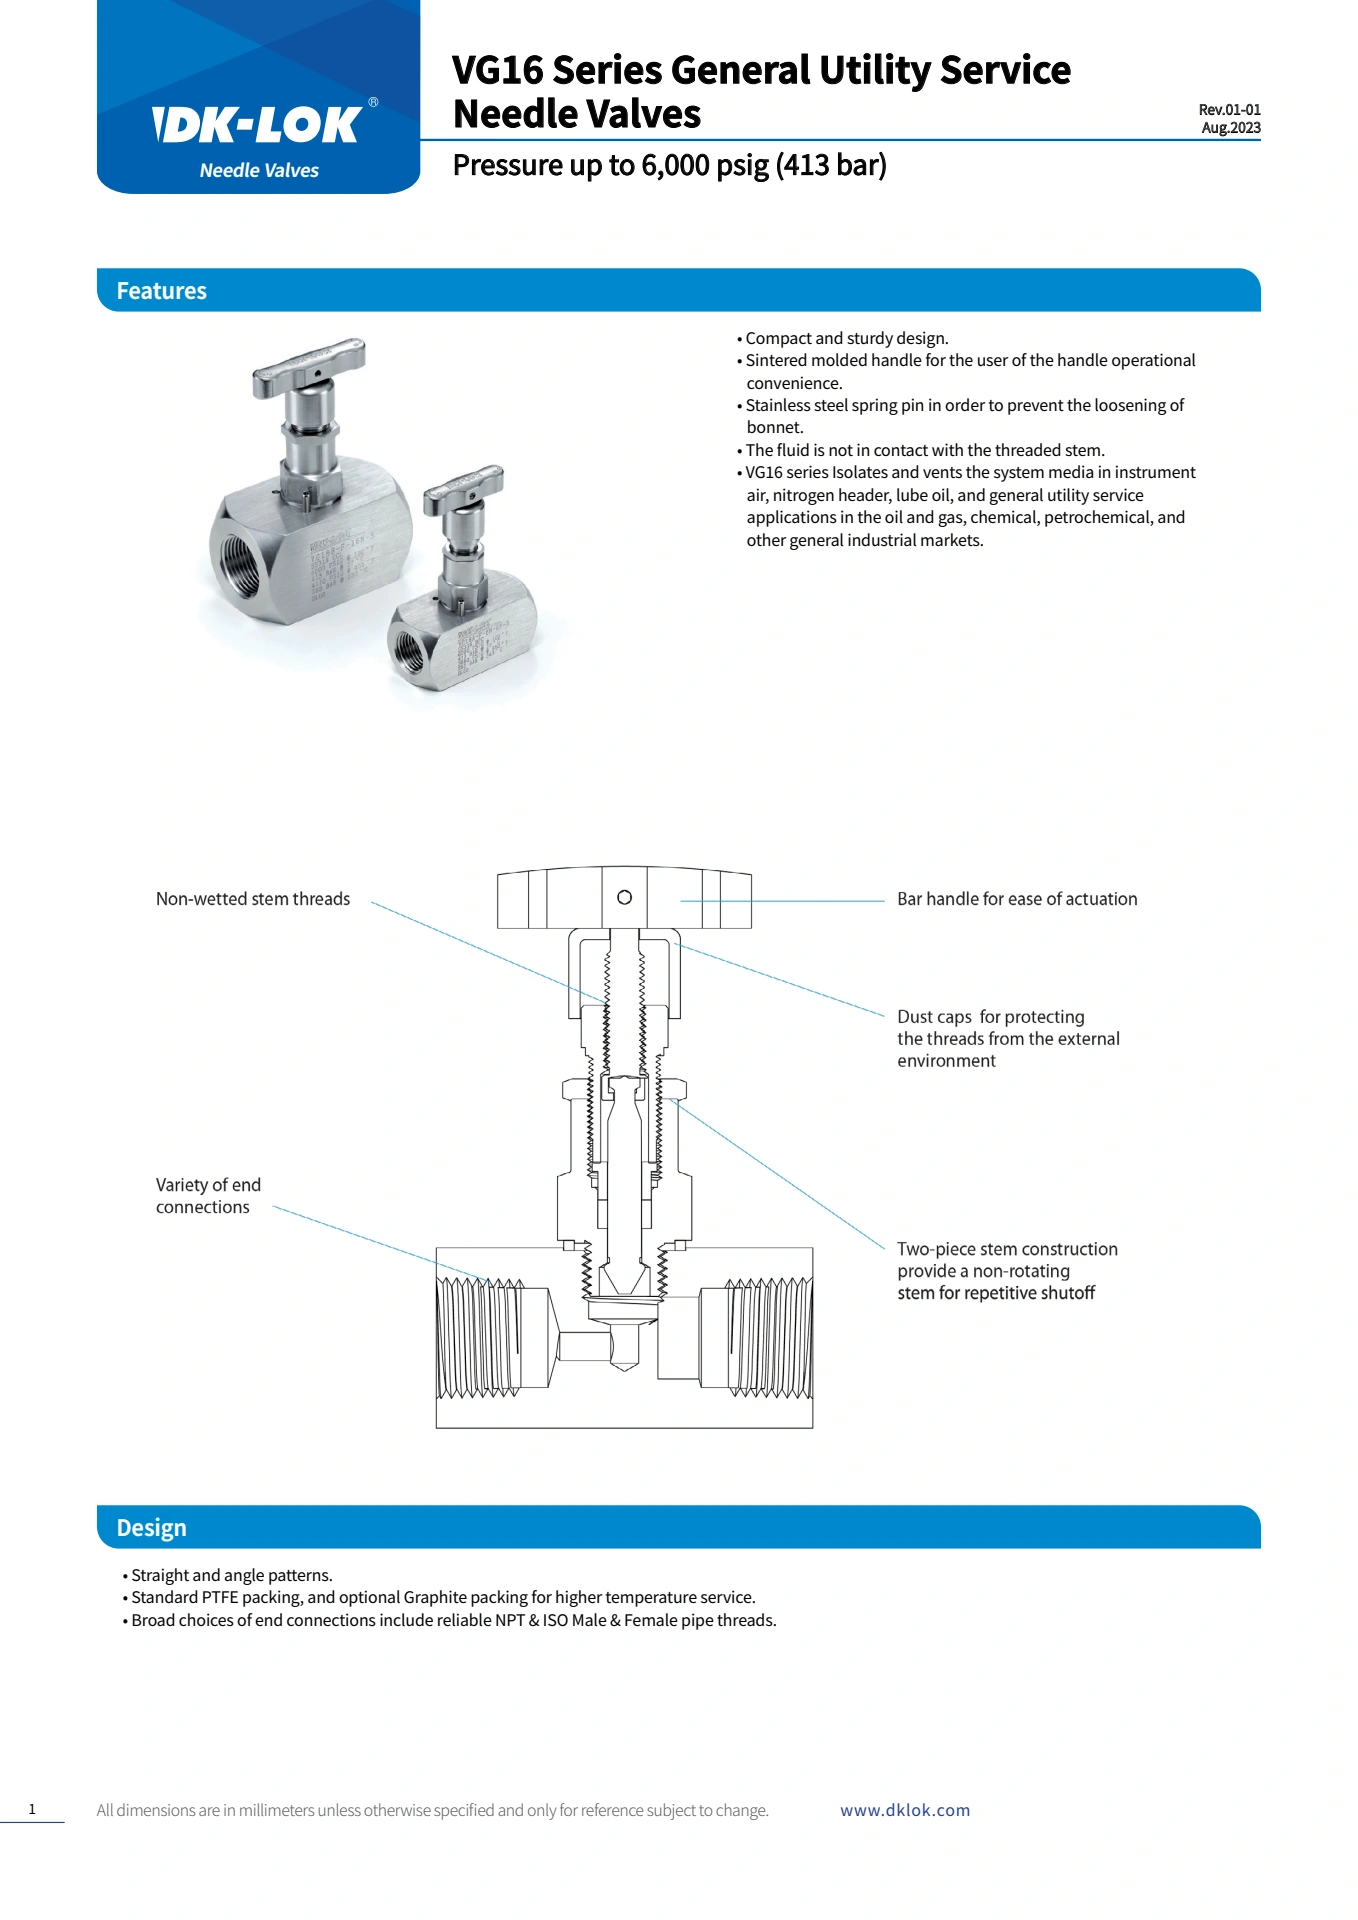 DK-LOK®
Needle Valves
VG16 Series General Utility Service
Needle Valves
Rev.01-01
Aug.2023
Pressure up to 6,000 psig (413 bar)
Features
• Compact and sturdy design.
• Sintered molded handle for the user of the handle operational
convenience.
• Stainless steel spring pin in order to prevent the loosening of
bonnet.
• The fluid is not in contact with the threaded stem.
• VG16 series Isolates and vents the system media in instrument
air, nitrogen header, lube oil, and general utility service
applications in the oil and gas, chemical, petrochemical, and
other general industrial markets.
Non-wetted stem threads
Bar handle for ease of actuation
Dust caps for protecting
the threads from the external
environment
Variety of end
connections
Two-piece stem construction
provide a non-rotating
stem for repetitive shutoff
Design
• Straight and angle patterns.
• Standard PTFE packing, and optional Graphite packing for higher temperature service.
• Broad choices of end connections include reliable NPT & ISO Male & Female pipe threads.
1
All dimensions are in millimeters unless otherwise specified and only for reference subject to change.
www.dklok.com